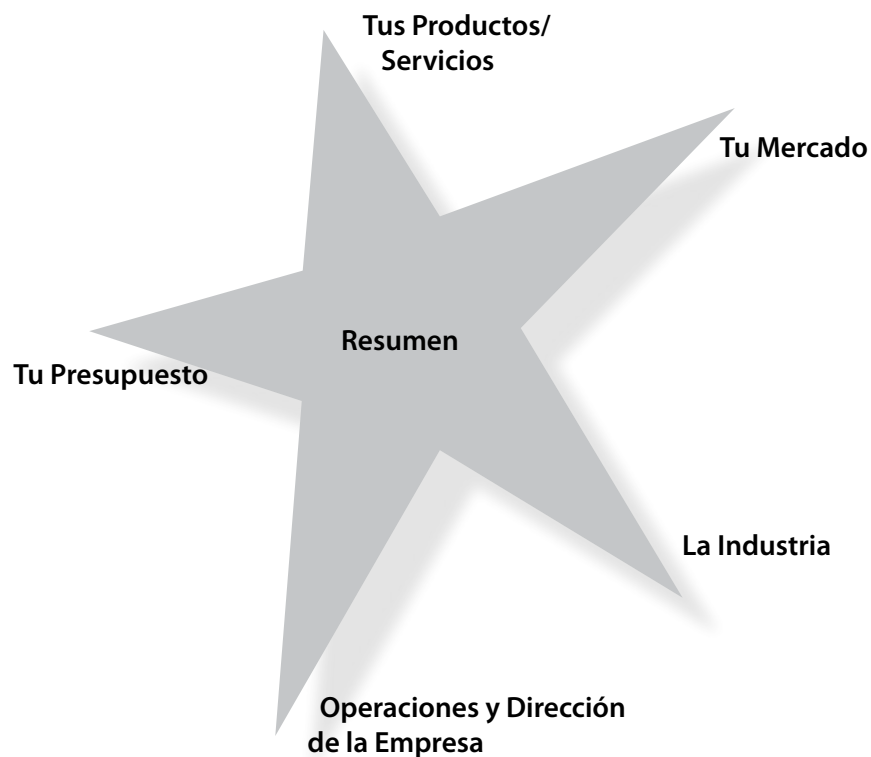 Tus Productos/
Servicios
Tu Mercado
Resumen
Tu Presupuesto
La Industria
Operaciones y Dirección
de la Empresa